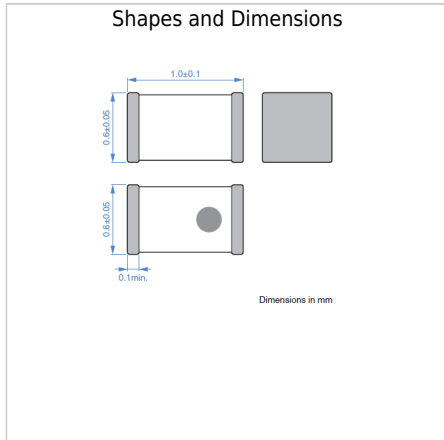 Shapes and Dimensions
1.0±0.1
0.6±0.05
0.6±0.05
0.1min.
Dimensions in mm